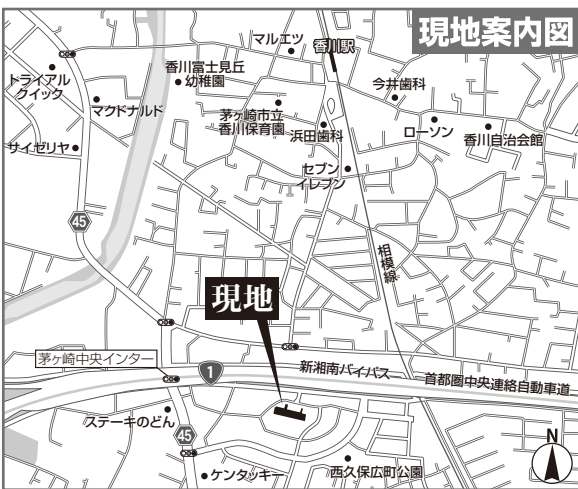 現地案内図
マルエツ
香川駅
トライアル
クイック
香川富士見丘
幼稚園
今井歯科
マクドナルド
茅ヶ崎市立
香川保育園
浜田歯科
ローソン
香川自治会館
サイゼリヤ
セブン
イレブン
45
相模線
現地
茅ヶ崎中央インター
1
新湘南バイパス
首都圏中央連絡自動車道
ステーキのどん
45
ケンタッキー
西久保広町公園
N